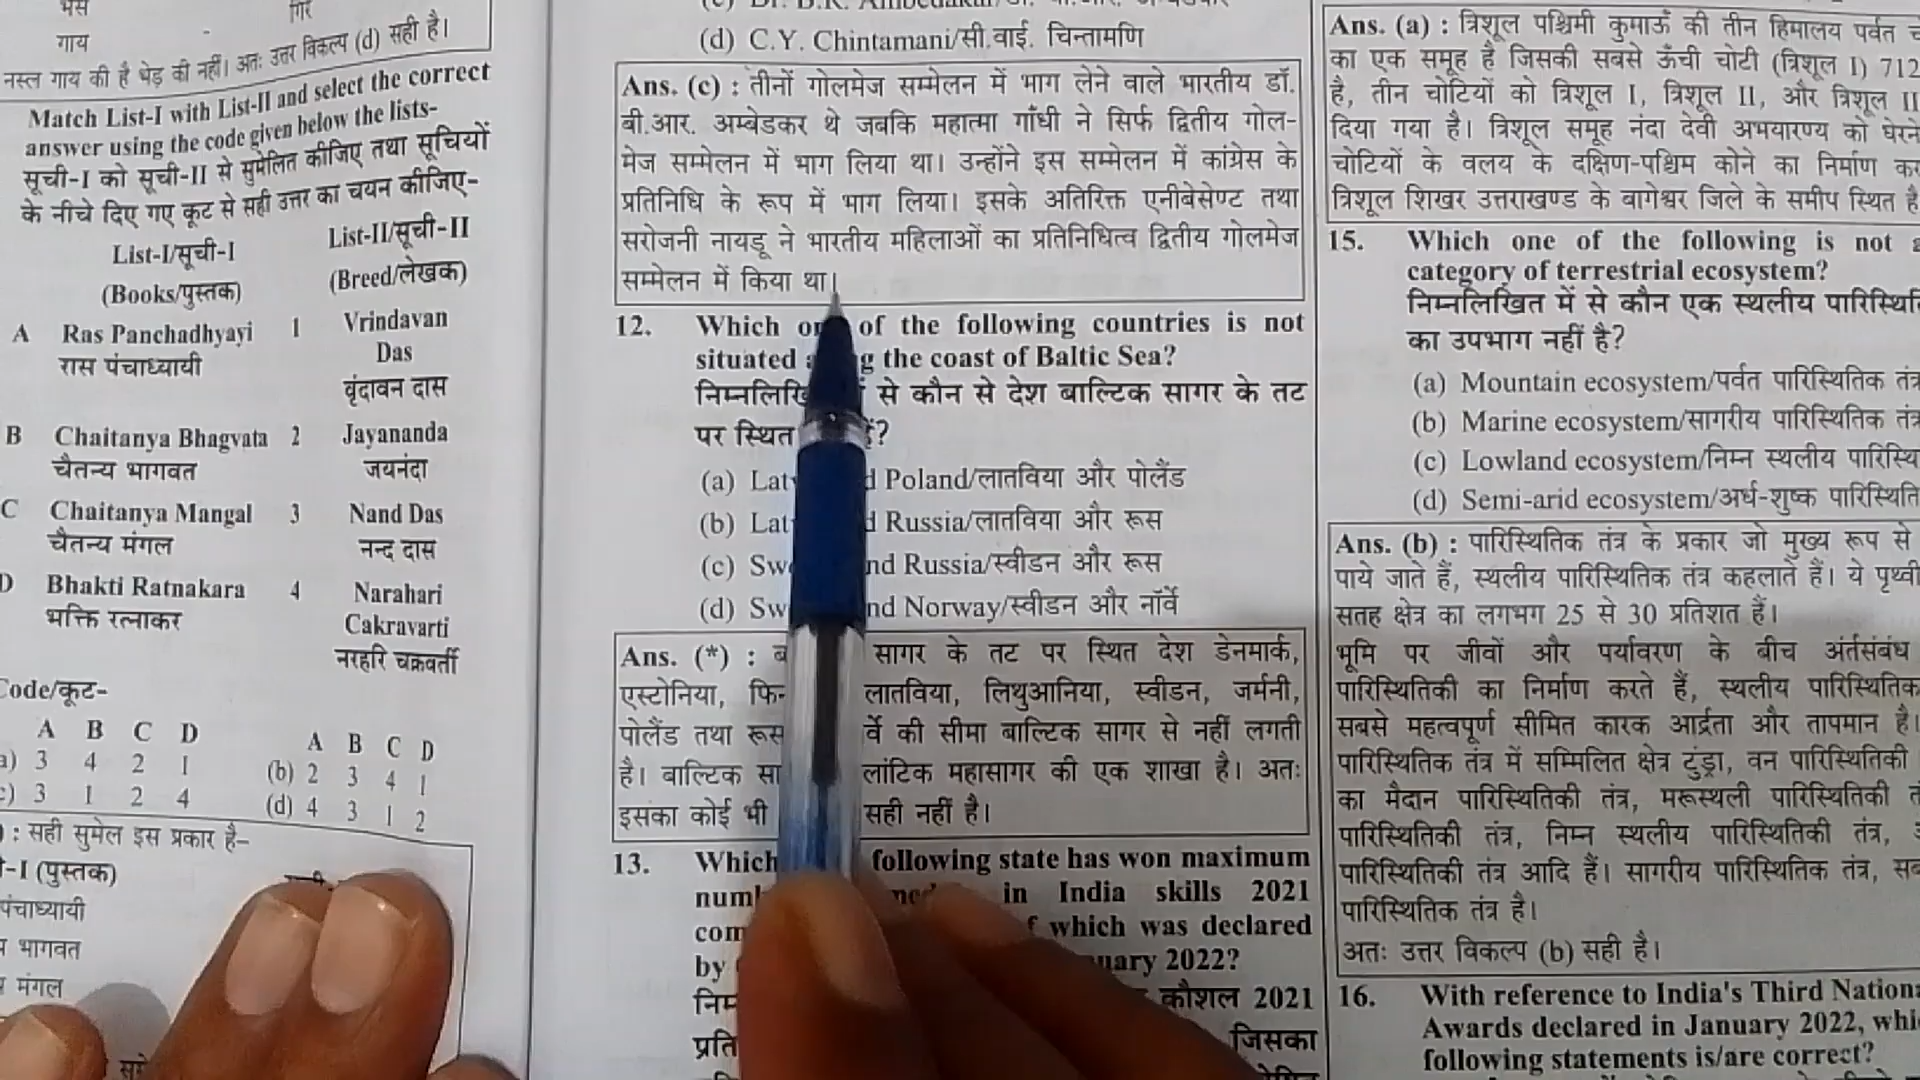 गिर
गाय
नस्ल गाय की है भेड़ की नहीं। अतः उत्तर विकल्प (d) सही है।
Match List-I with List-II and select the correct
answer using the code given below the lists-
सूची-I को सूची-II से सुमेलित कीजिए तथा सूचियों
के नीचे दिए गए कूट से सही उत्तर का चयन कीजिए-
List-I/सूची-I List-II/सूची-II
(Books/पुस्तक) (Breed/लेखक)
A Ras Panchadhyayi 1 Vrindavan
रास पंचाध्यायी Das
वृंदावन दास
B Chaitanya Bhagvata 2 Jayananda
चैतन्य भागवत जयनंदा
C Chaitanya Mangal 3 Nand Das
चैतन्य मंगल नन्द दास
D Bhakti Ratnakara 4 Narahari
भक्ति रत्नाकर Cakravarti
नरहरि चक्रवर्ती
Code/कूट-
A B C D A B C D
3 4 2 1 (b) 2 3 4 1
3 1 2 4 (d) 4 3 1 2
: सही सुमेल इस प्रकार है-
-I (पुस्तक)
पंचाध्यायी
भागवत
मंगल
(d) C.Y. Chintamani/सी.वाई. चिन्तामणि
Ans. (c) : तीनों गोलमेज सम्मेलन में भाग लेने वाले भारतीय डॉ.
बी.आर. अम्बेडकर थे जबकि महात्मा गाँधी ने सिर्फ द्वितीय गोल-
मेज सम्मेलन में भाग लिया था। उन्होंने इस सम्मेलन में कांग्रेस के
प्रतिनिधि के रूप में भाग लिया। इसके अतिरिक्त एनीबेसेण्ट तथा
सरोजनी नायडू ने भारतीय महिलाओं का प्रतिनिधित्व द्वितीय गोलमेज
सम्मेलन में किया था।
12. Which of the following countries is not
situated the coast of Baltic Sea?
से कौन से देश बाल्टिक सागर के तट
पर स्थित
(a) Poland/लातविया और पोलैंड
(b) Russia/लातविया और रूस
(c) Russia/स्वीडन और रूस
(d) Norway/स्वीडन और नॉर्वे
Ans. (*) : सागर के तट पर स्थित देश डेनमार्क,
एस्टोनिया, लातविया, लिथुआनिया, स्वीडन, जर्मनी,
पोलैंड तथा रूस की सीमा बाल्टिक सागर से नहीं लगती
है। बाल्टिक महासागर की एक शाखा है। अतः
इसका कोई भी सही नहीं है।
13. Which following state has won maximum
in India skills 2021
which was declared
by 2022?
कौशल 2021
जिसका
Ans. (a) : त्रिशूल पश्चिमी कुमाऊँ की तीन हिमालय पर्वत
का एक समूह है जिसकी सबसे ऊँची चोटी (त्रिशूल I) 712
है, तीन चोटियों को त्रिशूल I, त्रिशूल II, और त्रिशूल II
दिया गया है। त्रिशूल समूह नंदा देवी अभयारण्य को घेरने
चोटियों के वलय के दक्षिण-पश्चिम कोने का निर्माण
त्रिशूल शिखर उत्तराखण्ड के बागेश्वर जिले के समीप स्थित
15. Which one of the following is not
category of terrestrial ecosystem?
निम्नलिखित में से कौन एक स्थलीय
का उपभाग नहीं है?
(a) Mountain ecosystem/पर्वत पारिस्थितिक
(b) Marine ecosystem/सागरीय पारिस्थितिक
(c) Lowland ecosystem/निम्न स्थलीय
(d) Semi-arid ecosystem/अर्ध-शुष्क
Ans. (b) : पारिस्थितिक तंत्र के प्रकार जो मुख्य रूप से
पाये जाते हैं, स्थलीय पारिस्थितिक तंत्र कहलाते हैं। ये पृथ्वी
सतह क्षेत्र का लगभग 25 से 30 प्रतिशत हैं।
भूमि पर जीवों और पर्यावरण के बीच अंर्तसंबंध
पारिस्थितिकी का निर्माण करते हैं, स्थलीय पारिस्थितिक
सबसे महत्वपूर्ण सीमित कारक आर्द्रता और तापमान है।
पारिस्थितिक तंत्र में सम्मिलित क्षेत्र टुंड्रा, वन पारिस्थितिकी
का मैदान पारिस्थितिकी तंत्र, मरूस्थली पारिस्थितिकी
पारिस्थितिकी तंत्र, निम्न स्थलीय पारिस्थितिकी तंत्र,
पारिस्थितिकी तंत्र आदि हैं। सागरीय पारिस्थितिक तंत्र,
पारिस्थितिक तंत्र है।
अतः उत्तर विकल्प (b) सही है।
16. With reference to India's Third
Awards declared in January 2022,
following statements is/are correct?